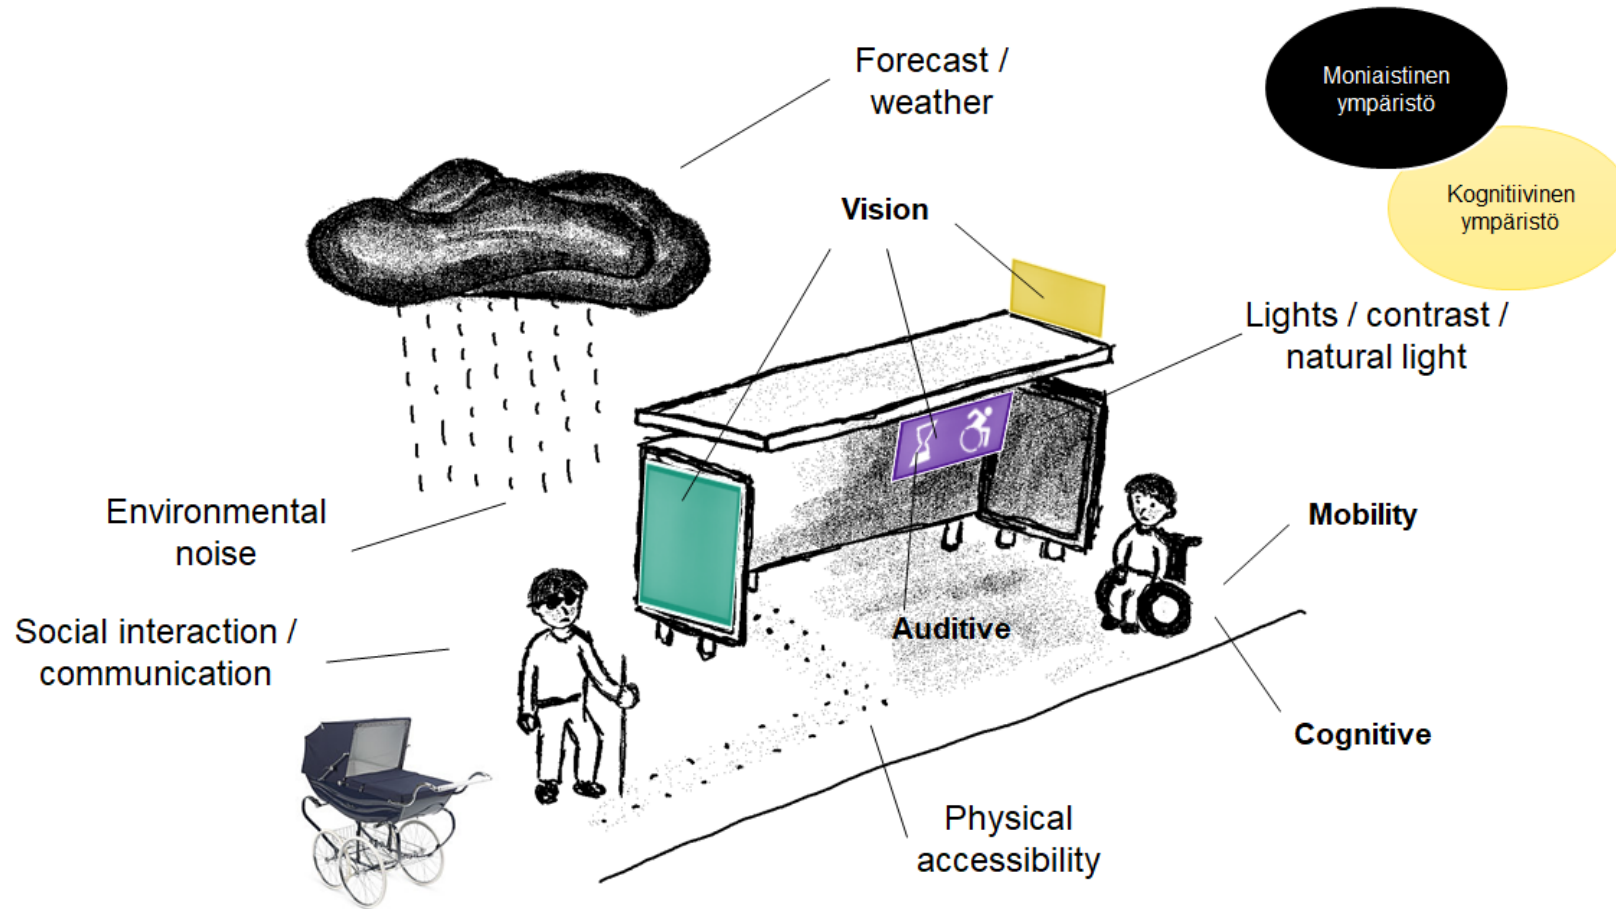 Forecast /
weather
Moniaistinen
ympäristö
Kognitiivinen
ympäristö
Vision
Lights / contrast /
natural light
Environmental
noise
Mobility
Social interaction /
communication
Auditive
Cognitive
Physical
accessibility